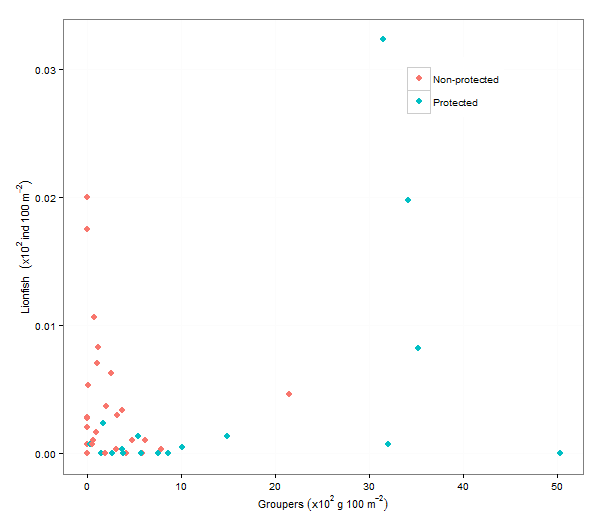 0.03
0.02
0.01
0.00
Lionfish (x10² ind 100 m⁻²)
Non-protected
Protected
0 10 20 30 40 50
Groupers (x10² g 100 m⁻²)